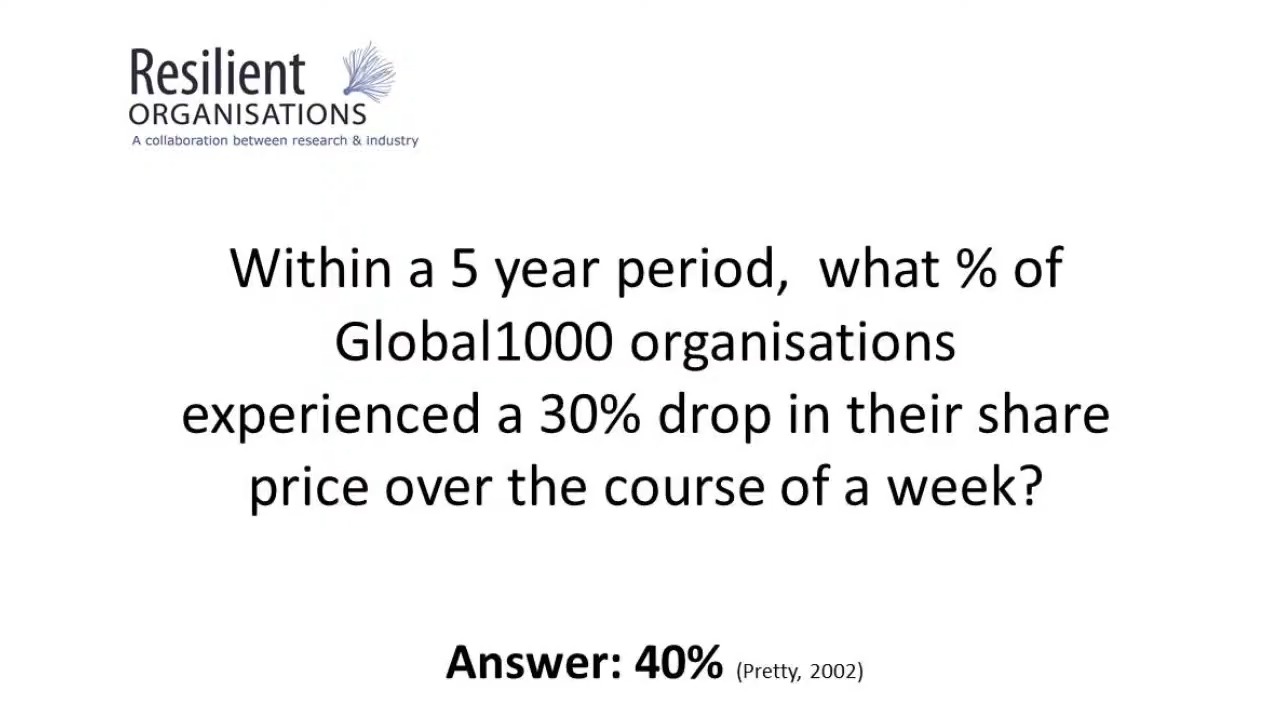 Resilient
ORGANISATIONS
A collaboration between research & industry
Within a 5 year period,  what % of
Global1000 organisations
experienced a 30% drop in their share
price over the course of a week?
Answer: 40% (Pretty, 2002)